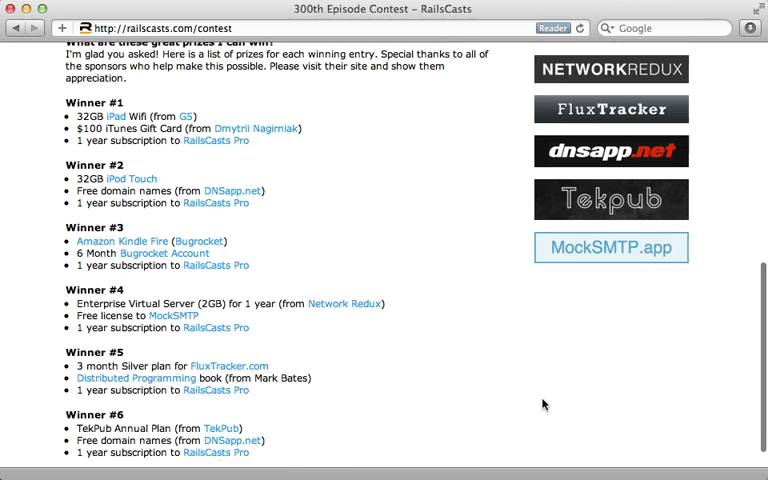 300th Episode Contest – RailsCasts
http://railscasts.com/contest
Reader
Google
What are these great prizes I can win?
I'm glad you asked! Here is a list of prizes for each winning entry. Special thanks to all of
the sponsors who help make this possible. Please visit their site and show them
appreciation.
Winner #1
32GB iPad Wifi (from G5)
$100 iTunes Gift Card (from Dmytrii Nagirniak)
1 year subscription to RailsCasts Pro
Winner #2
32GB iPod Touch
Free domain names (from DNSapp.net)
1 year subscription to RailsCasts Pro
Winner #3
Amazon Kindle Fire (Bugrocket)
6 Month Bugrocket Account
1 year subscription to RailsCasts Pro
Winner #4
Enterprise Virtual Server (2GB) for 1 year (from Network Redux)
Free license to MockSMTP
1 year subscription to RailsCasts Pro
Winner #5
3 month Silver plan for FluxTracker.com
Distributed Programming book (from Mark Bates)
1 year subscription to RailsCasts Pro
Winner #6
TekPub Annual Plan (from TekPub)
Free domain names (from DNSapp.net)
1 year subscription to RailsCasts Pro
NETWORKREDUX
FluxTracker
dnsapp.net
Tekpub
MockSMTP.app